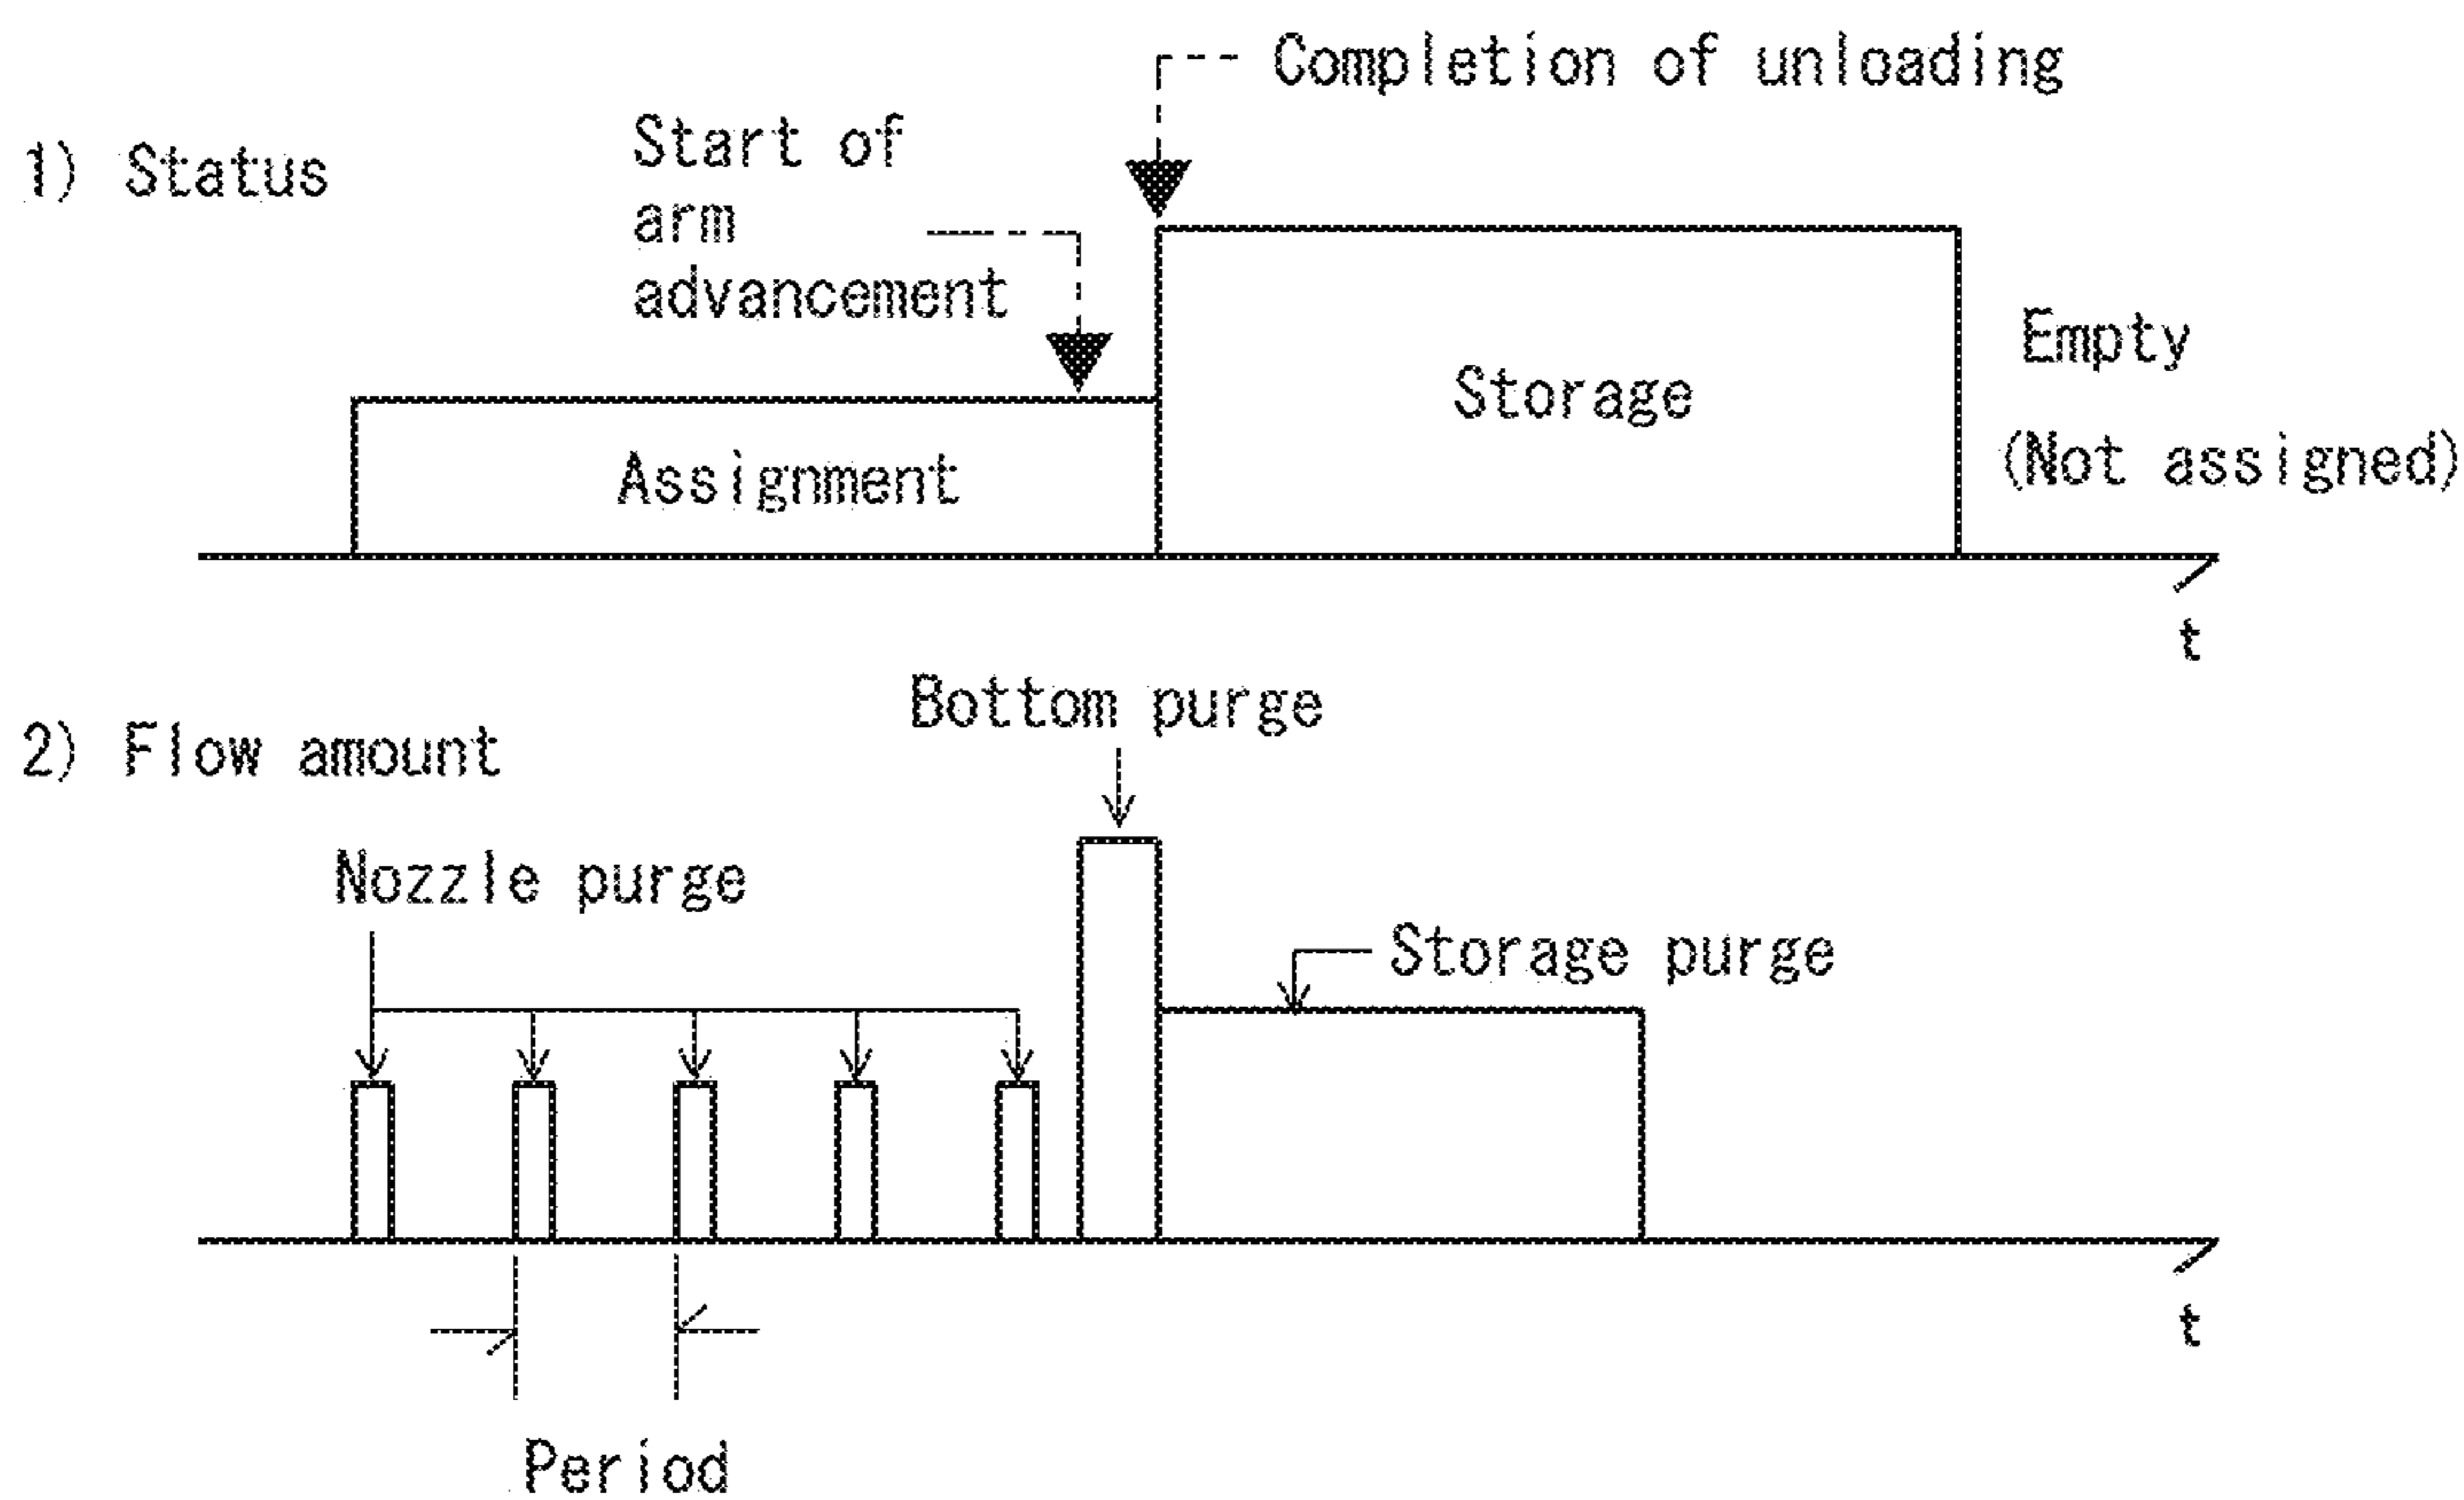 Completion of unloading
1) Status
Start of
arm
advancement
Empty
(Not assigned)
Storage
Assignment
t
2) Flow amount
Bottom purge
Nozzle purge
Storage purge
t
Period